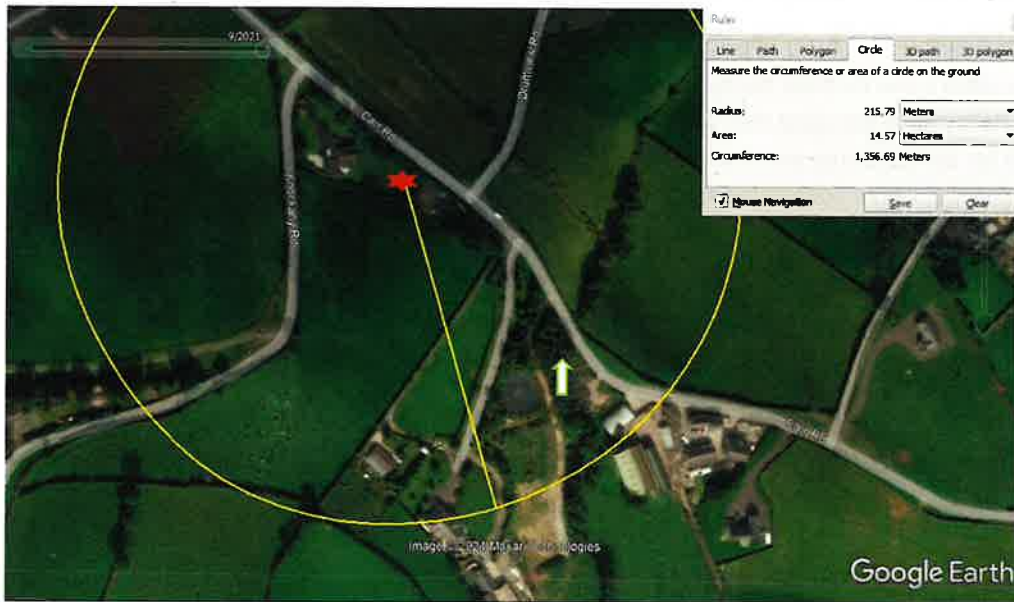 9/2021
Ruler
Line Path Polygon Circle 3D path 3D polygon
Measure the circumference or area of a circle on the ground
Radius: 215.79 Meters
Area: 14.57 Hectares
Circumference: 1,356.69 Meters
Mouse Navigation Save Clear
Carr Rd
Google Earth